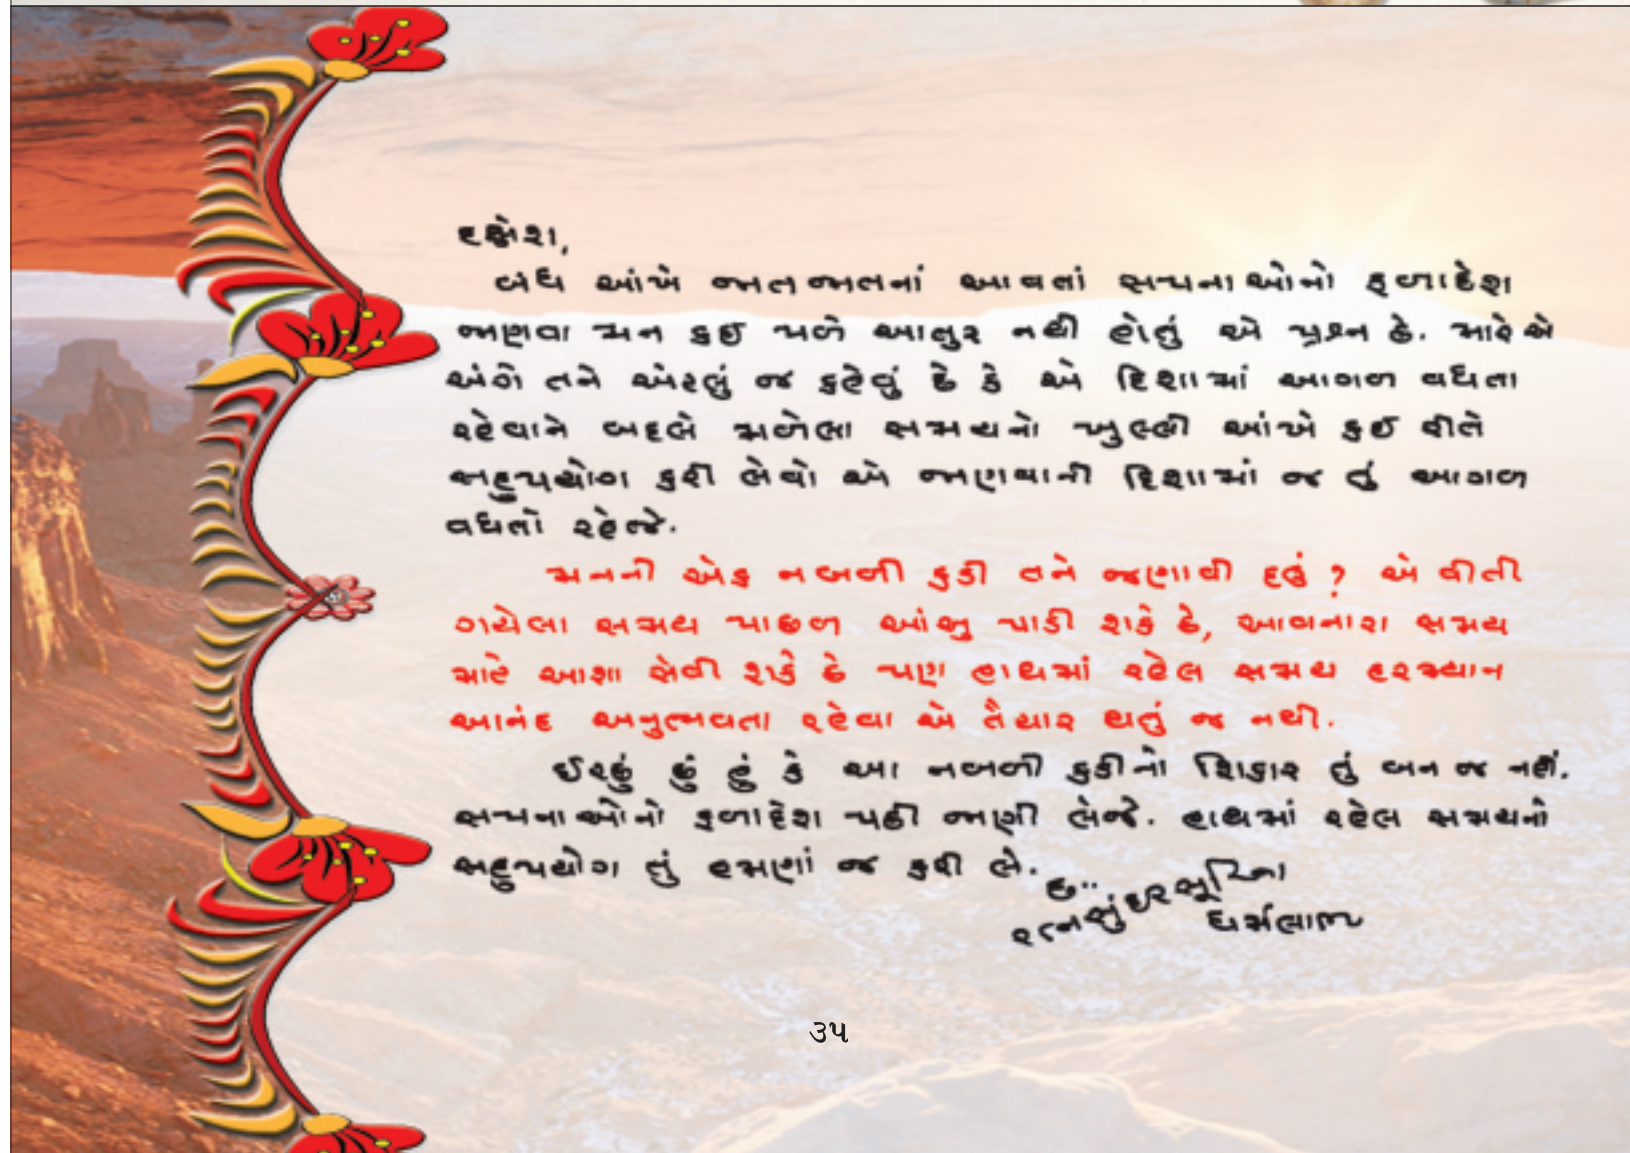 દક્ષેશ,
બંધ આંખે જાતજાતનાં આવતાં સપનાઓનો ફળાદેશ
જાણવા મન કઈ પળે આતુર નથી હોતું એ પ્રશ્ન છે. મારે એ
અંગે તને એટલું જ કહેવું છે કે એ દિશામાં આગળ વધતા
રહેવાને બદલે મળેલા સમયનો ખુલ્લી આંખે કઈ રીતે
સદુપયોગ કરી લેવો એ જાણવાની દિશામાં જ તું આગળ
વધતો રહેજે.
મનની એક નબળી કડી તને જણાવી દઉં ? એ વીતી
ગયેલા સમય પાછળ આંસુ પાડી શકે છે, આવનારા સમય
માટે આશા સેવી શકે છે પણ હાથમાં રહેલ સમય દરમ્યાન
આનંદ અનુભવતા રહેવા એ તૈયાર થતું જ નથી.
ઈચ્છું છું હું કે આ નબળી કડીનો શિકાર તું બન જ નહીં.
સપનાઓનો ફળાદેશ પછી જાણી લેજે. હાથમાં રહેલ સમયનો
સદુપયોગ તું હમણાં જ કરી લે.
દ..
રત્નસુંદરસૂરિના
ધર્મલાભ
૩૫